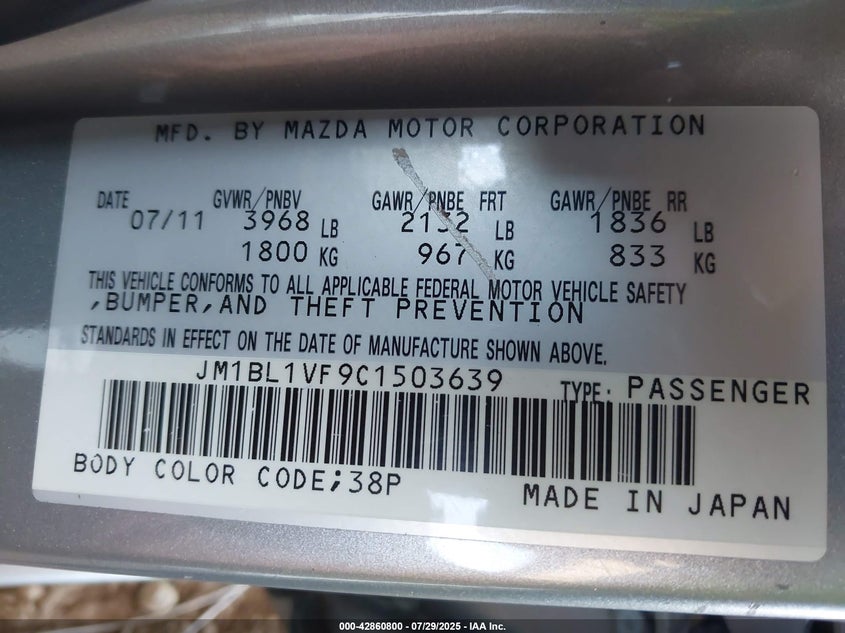 MFD. BY MAZDA MOTOR CORPORATION
DATE GVWR/PNBV GAWR/PNBE FRT GAWR/PNBE RR
07/11 3968 LB 2132 LB 1836 LB
1800 KG 967 KG 833 KG
THIS VEHICLE CONFORMS TO ALL APPLICABLE FEDERAL MOTOR VEHICLE SAFETY
,BUMPER,AND THEFT PREVENTION
STANDARDS IN EFFECT ON THE DATE OF MANUFACTURE SHOWN ABOVE.
JM1BL1VF9C1503639 TYPE: PASSENGER
BODY COLOR CODE;38P
MADE IN JAPAN
000-42860800 - 07/29/2025 - IAA Inc.